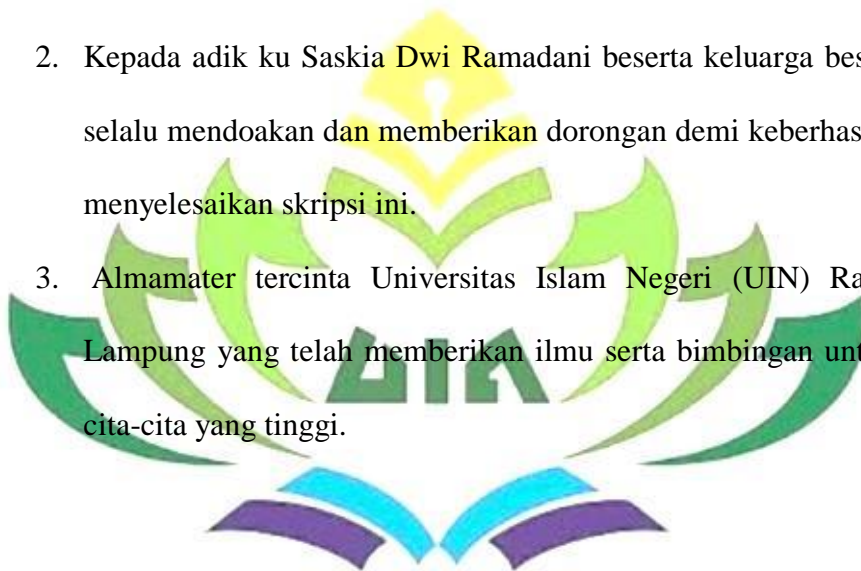 2. Kepada adik ku Saskia Dwi Ramadani beserta keluarga bes
selalu mendoakan dan memberikan dorongan demi keberhas
menyelesaikan skripsi ini.
3. Almamater tercinta Universitas Islam Negeri (UIN) Ra
Lampung yang telah memberikan ilmu serta bimbingan unt
UIN
cita-cita yang tinggi.